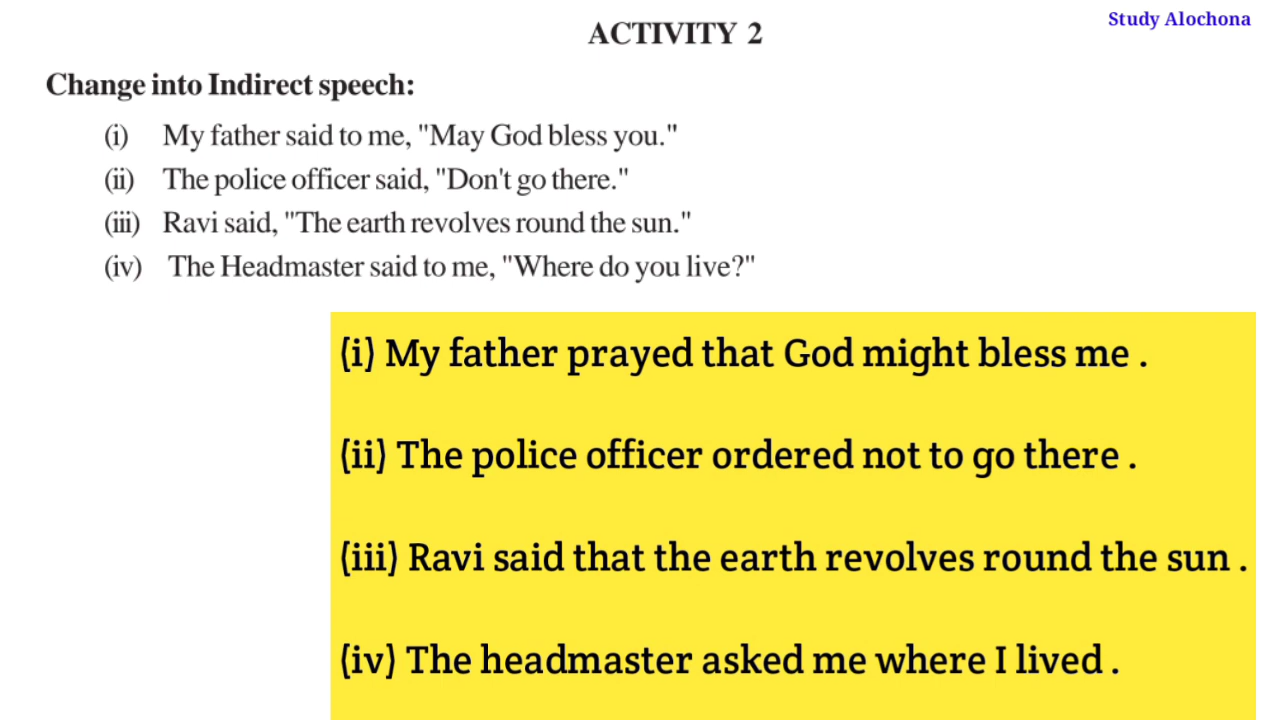 Study Alochona
ACTIVITY 2
Change into Indirect speech:
(i) My father said to me, "May God bless you."
(ii) The police officer said, "Don't go there."
(iii) Ravi said, "The earth revolves round the sun."
(iv) The Headmaster said to me, "Where do you live?"
(i) My father prayed that God might bless me .
(ii) The police officer ordered not to go there .
(iii) Ravi said that the earth revolves round the sun .
(iv) The headmaster asked me where I lived .